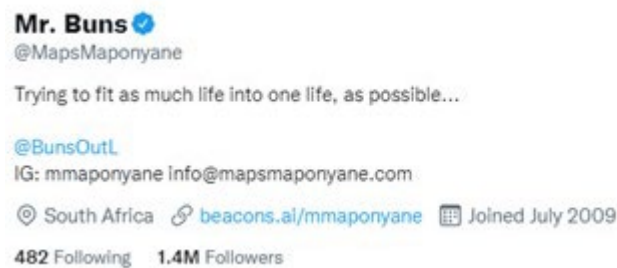 Mr. Buns
@MapsMaponyane
Trying to fit as much life into one life, as possible...
@BunsOutL
IG: mmaponyane info@mapsmaponyane.com
South Africa beacons.ai/mmaponyane Joined July 2009
482 Following 1.4M Followers